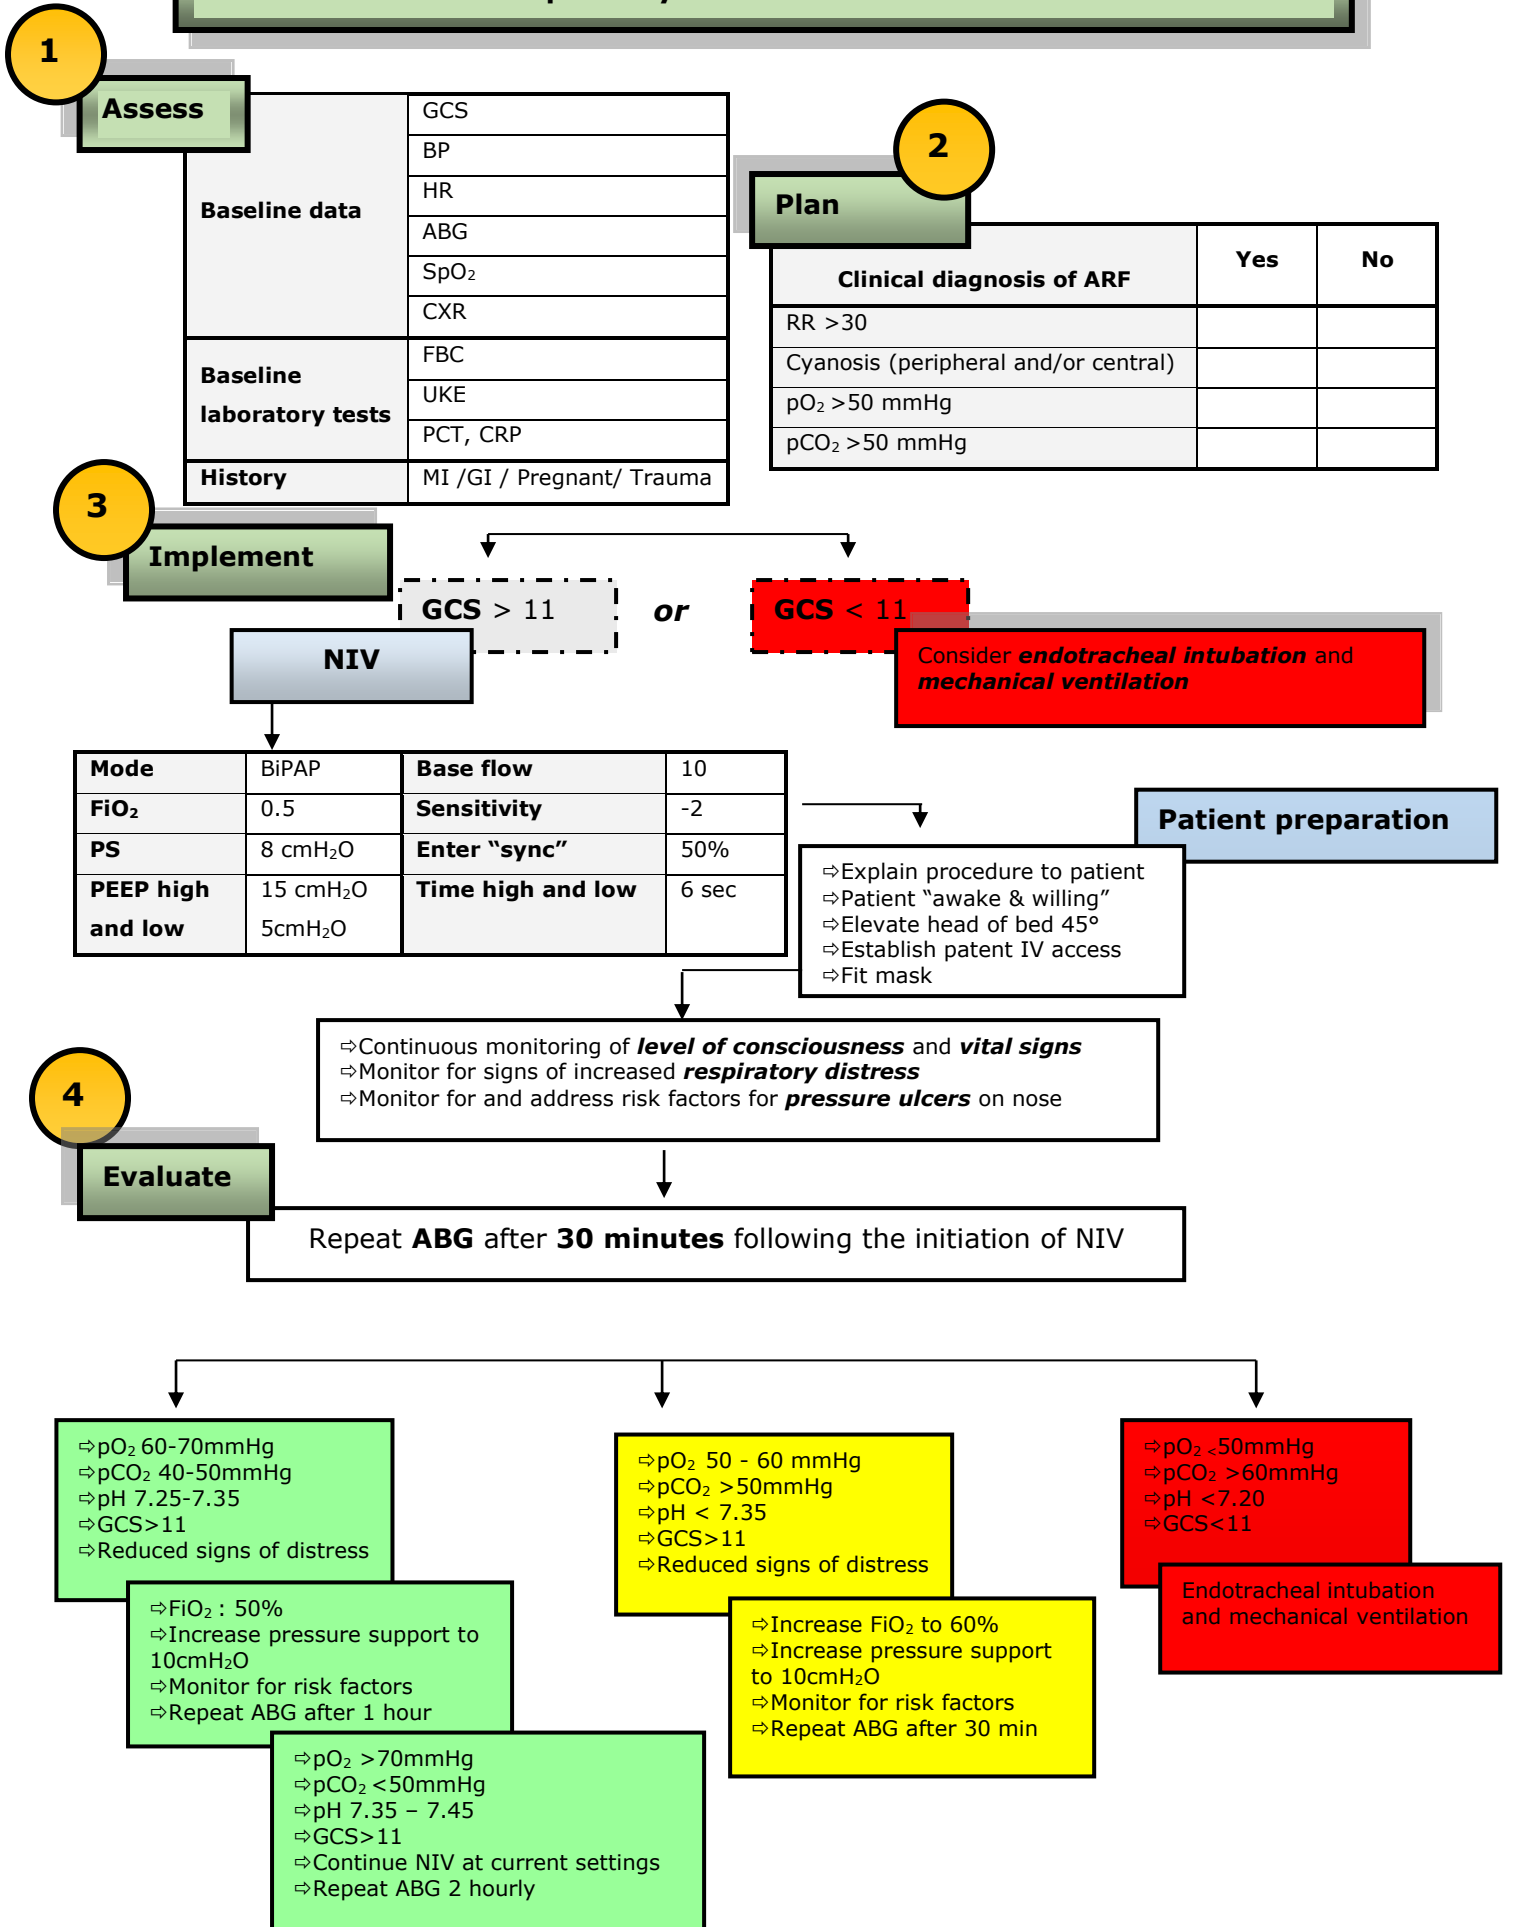 1
Assess
Baseline data
GCS
BP
HR
ABG
SpO₂
CXR
Baseline
laboratory tests
FBC
UKE
PCT, CRP
History
MI /GI / Pregnant/ Trauma
2
Plan
Clinical diagnosis of ARF
Yes
No
RR >30
Cyanosis (peripheral and/or central)
pO₂ >50 mmHg
pCO₂ >50 mmHg
3
Implement
GCS > 11
or
GCS < 11
NIV
Consider endotracheal intubation and
mechanical ventilation
Mode BiPAP Base flow 10
FiO₂ 0.5 Sensitivity -2
PS 8 cmH₂O Enter “sync” 50%
PEEP high 15 cmH₂O Time high and low 6 sec
and low 5cmH₂O
Patient preparation
⇨Explain procedure to patient
⇨Patient “awake & willing”
⇨Elevate head of bed 45°
⇨Establish patent IV access
⇨Fit mask
⇨Continuous monitoring of level of consciousness and vital signs
⇨Monitor for signs of increased respiratory distress
⇨Monitor for and address risk factors for pressure ulcers on nose
4
Evaluate
Repeat ABG after 30 minutes following the initiation of NIV
⇨pO₂ 60-70mmHg
⇨pCO₂ 40-50mmHg
⇨pH 7.25-7.35
⇨GCS>11
⇨Reduced signs of distress
⇨FiO₂ : 50%
⇨Increase pressure support to
10cmH₂O
⇨Monitor for risk factors
⇨Repeat ABG after 1 hour
⇨pO₂ >70mmHg
⇨pCO₂ <50mmHg
⇨pH 7.35 – 7.45
⇨GCS>11
⇨Continue NIV at current settings
⇨Repeat ABG 2 hourly
⇨pO₂ 50 - 60 mmHg
⇨pCO₂ >50mmHg
⇨pH < 7.35
⇨GCS>11
⇨Reduced signs of distress
⇨Increase FiO₂ to 60%
⇨Increase pressure support
to 10cmH₂O
⇨Monitor for risk factors
⇨Repeat ABG after 30 min
⇨pO₂ <50mmHg
⇨pCO₂ >60mmHg
⇨pH <7.20
⇨GCS<11
Endotracheal intubation
and mechanical ventilation